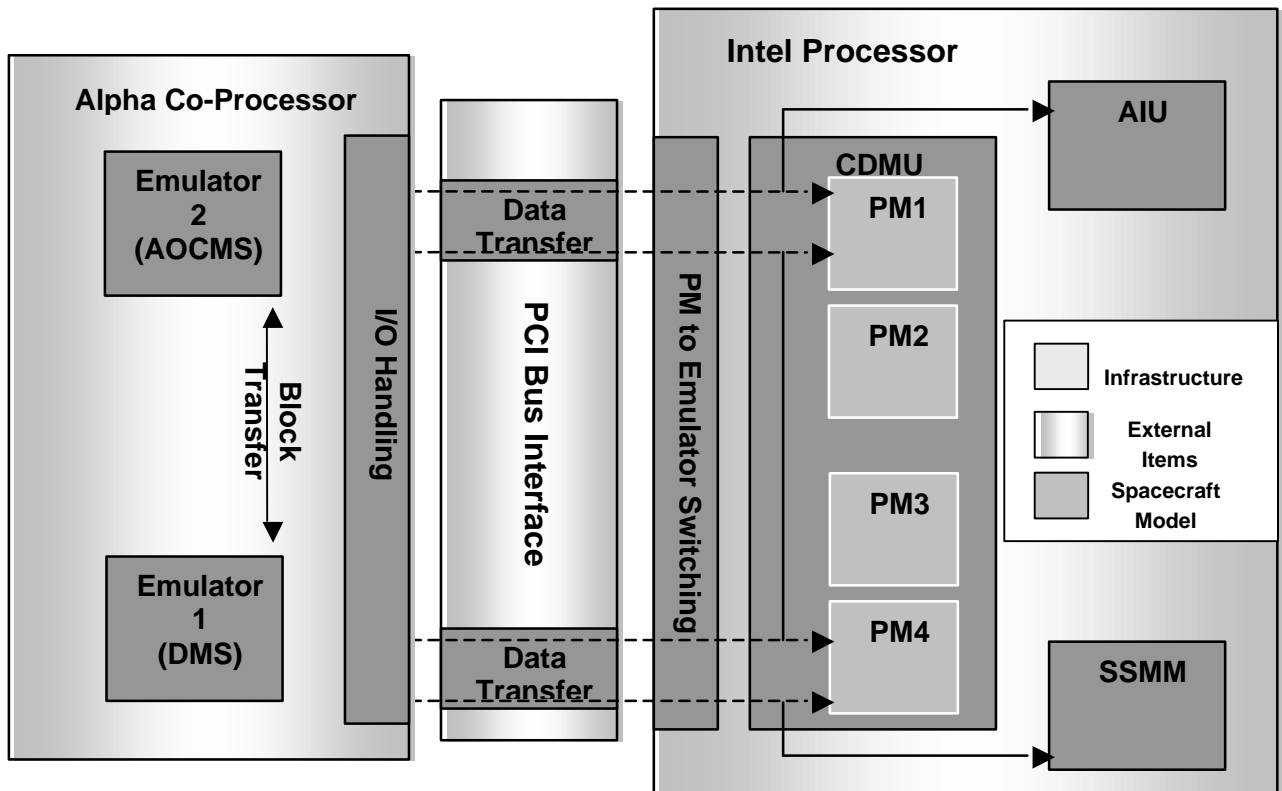 Alpha Co-Processor
Emulator
2
(AOCMS)
Block
Transfer
Emulator
1
(DMS)
I/O Handling
Data
Transfer
PCI Bus Interface
Data
Transfer
Intel Processor
PM to Emulator Switching
CDMU
PM1
PM2
PM3
PM4
AIU
Infrastructure
External
Items
Spacecraft
Model
SSMM